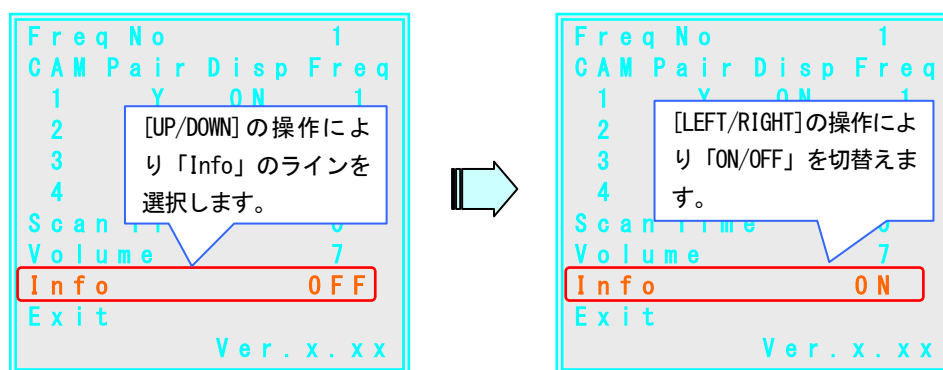 Freq No 1
CAM Pair Disp Freq
1 Y ON 1
2
3
4
Scan
Volume 7
Info OFF
Exit
Ver.x.xx
[UP/DOWN]の操作によ
り「Info」のラインを
選択します。
Freq No 1
CAM Pair Disp Freq
1 Y ON 1
2
3
4
Scan Time
Volume 7
Info ON
Exit
Ver.x.xx
[LEFT/RIGHT]の操作によ
り「ON/OFF」を切替えま
す。